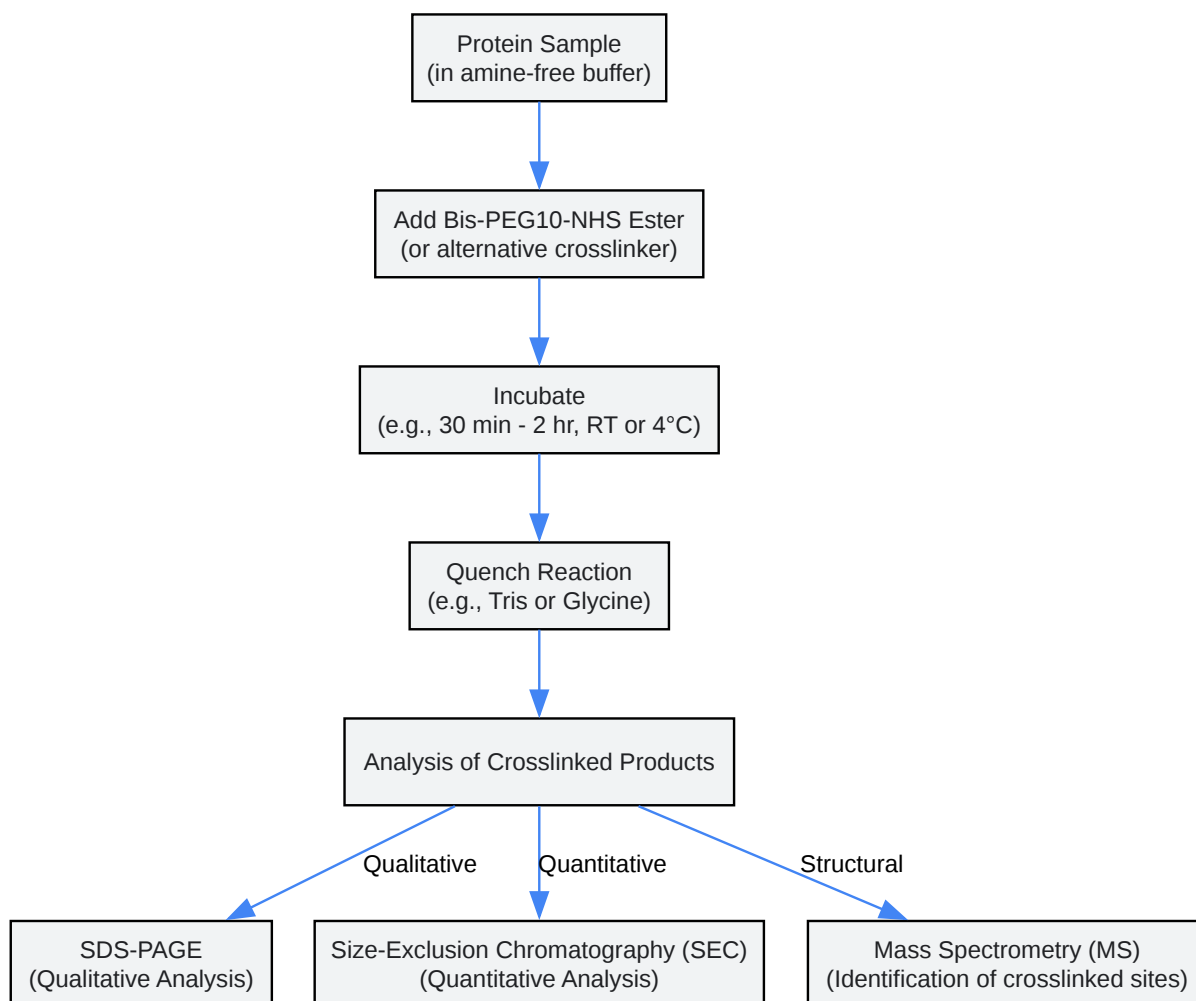 Protein Sample
(in amine-free buffer)
Add Bis-PEG10-NHS Ester
(or alternative crosslinker)
Incubate
(e.g., 30 min - 2 hr, RT or 4°C)
Quench Reaction
(e.g., Tris or Glycine)
Analysis of Crosslinked Products
Qualitative
Quantitative
Structural
SDS-PAGE
(Qualitative Analysis)
Size-Exclusion Chromatography (SEC)
(Quantitative Analysis)
Mass Spectrometry (MS)
(Identification of crosslinked sites)